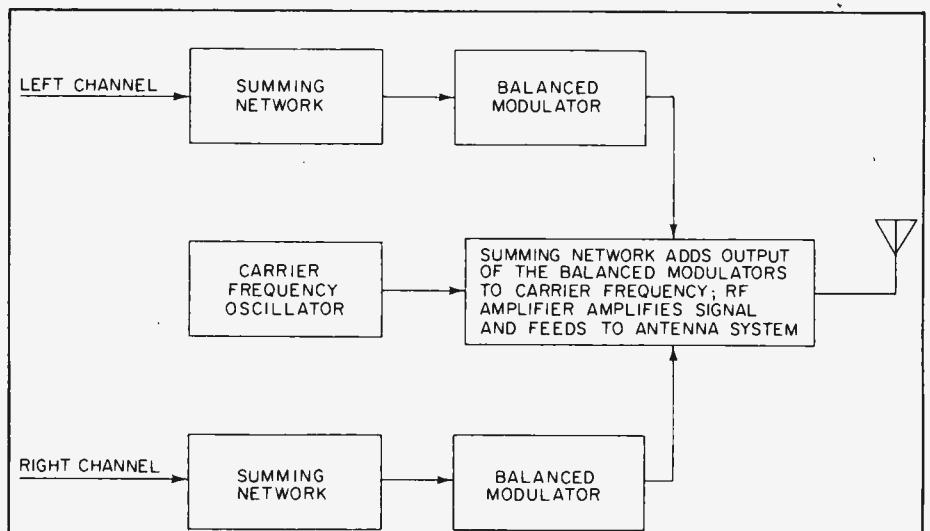 LEFT CHANNEL
SUMMING
NETWORK
BALANCED
MODULATOR
CARRIER
FREQUENCY
OSCILLATOR
SUMMING NETWORK ADDS OUTPUT
OF THE BALANCED MODULATORS
TO CARRIER FREQUENCY; RF
AMPLIFIER AMPLIFIES SIGNAL
AND FEEDS TO ANTENNA SYSTEM
RIGHT CHANNEL
SUMMING
NETWORK
BALANCED
MODULATOR